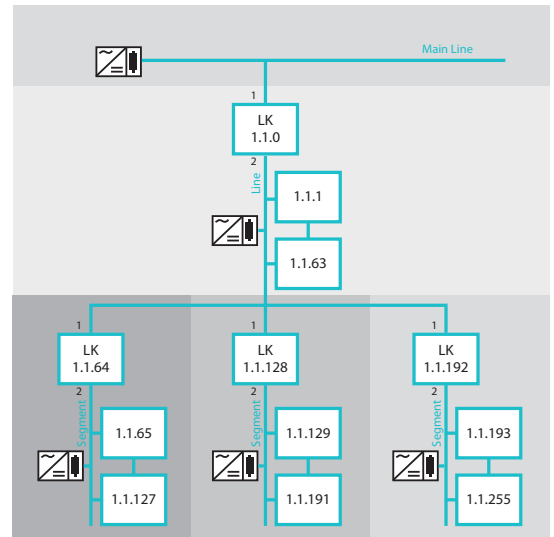 Main Line
1
LK
1.1.0
2
Line
1.1.1
1.1.63
1
LK
1.1.64
2
Segment
1.1.65
1.1.127
1
LK
1.1.128
2
Segment
1.1.129
1.1.191
1
LK
1.1.192
2
Segment
1.1.193
1.1.255